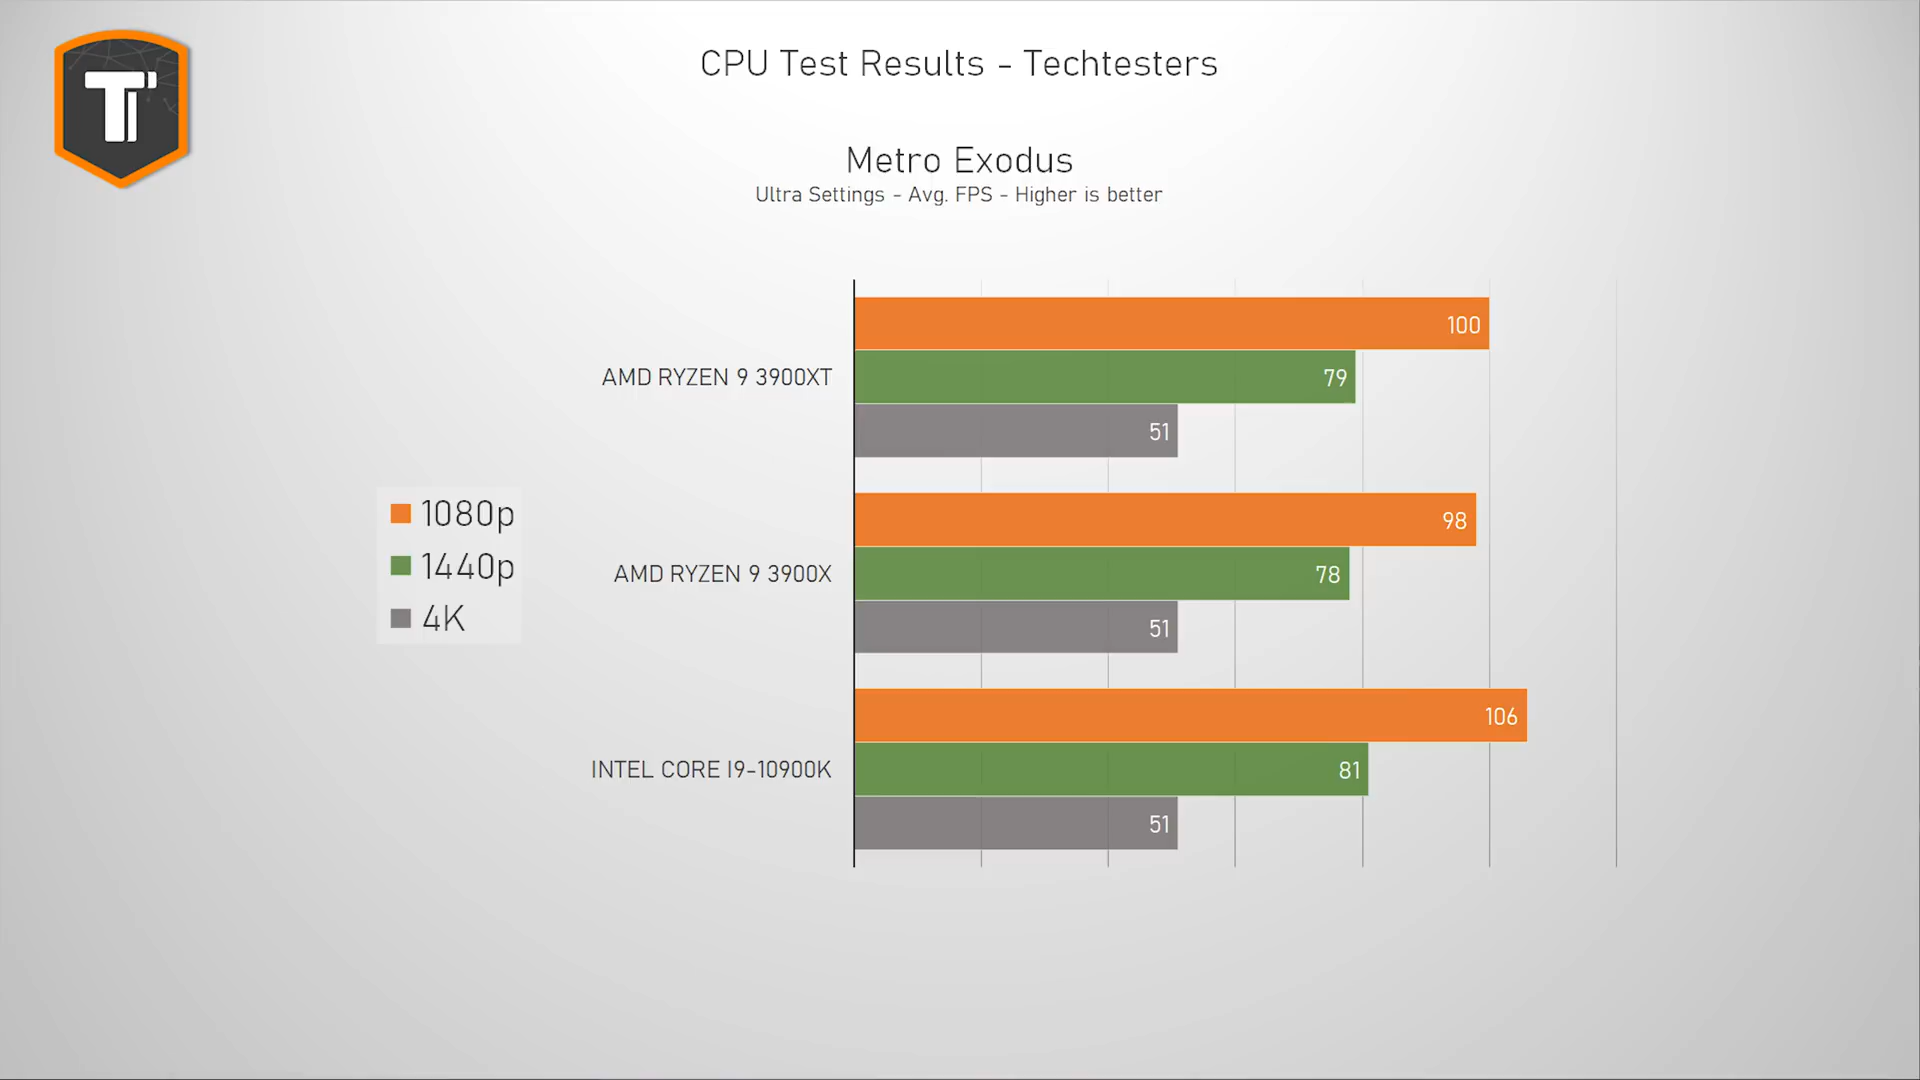 CPU Test Results - Techtesters
Metro Exodus
Ultra Settings - Avg. FPS - Higher is better
100
AMD RYZEN 9 3900XT
79
51
98
1080p
1440p
4K
AMD RYZEN 9 3900X
78
51
106
INTEL CORE I9-10900K
81
51